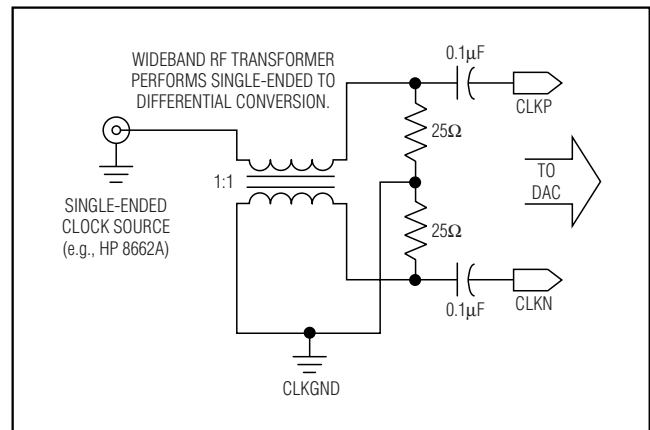 WIDEBAND RF TRANSFORMER
PERFORMS SINGLE-ENDED TO
DIFFERENTIAL CONVERSION.
0.1μF
CLKP
25Ω
1:1
TO
DAC
SINGLE-ENDED
CLOCK SOURCE
(e.g., HP 8662A)
25Ω
0.1μF
CLKN
CLKGND